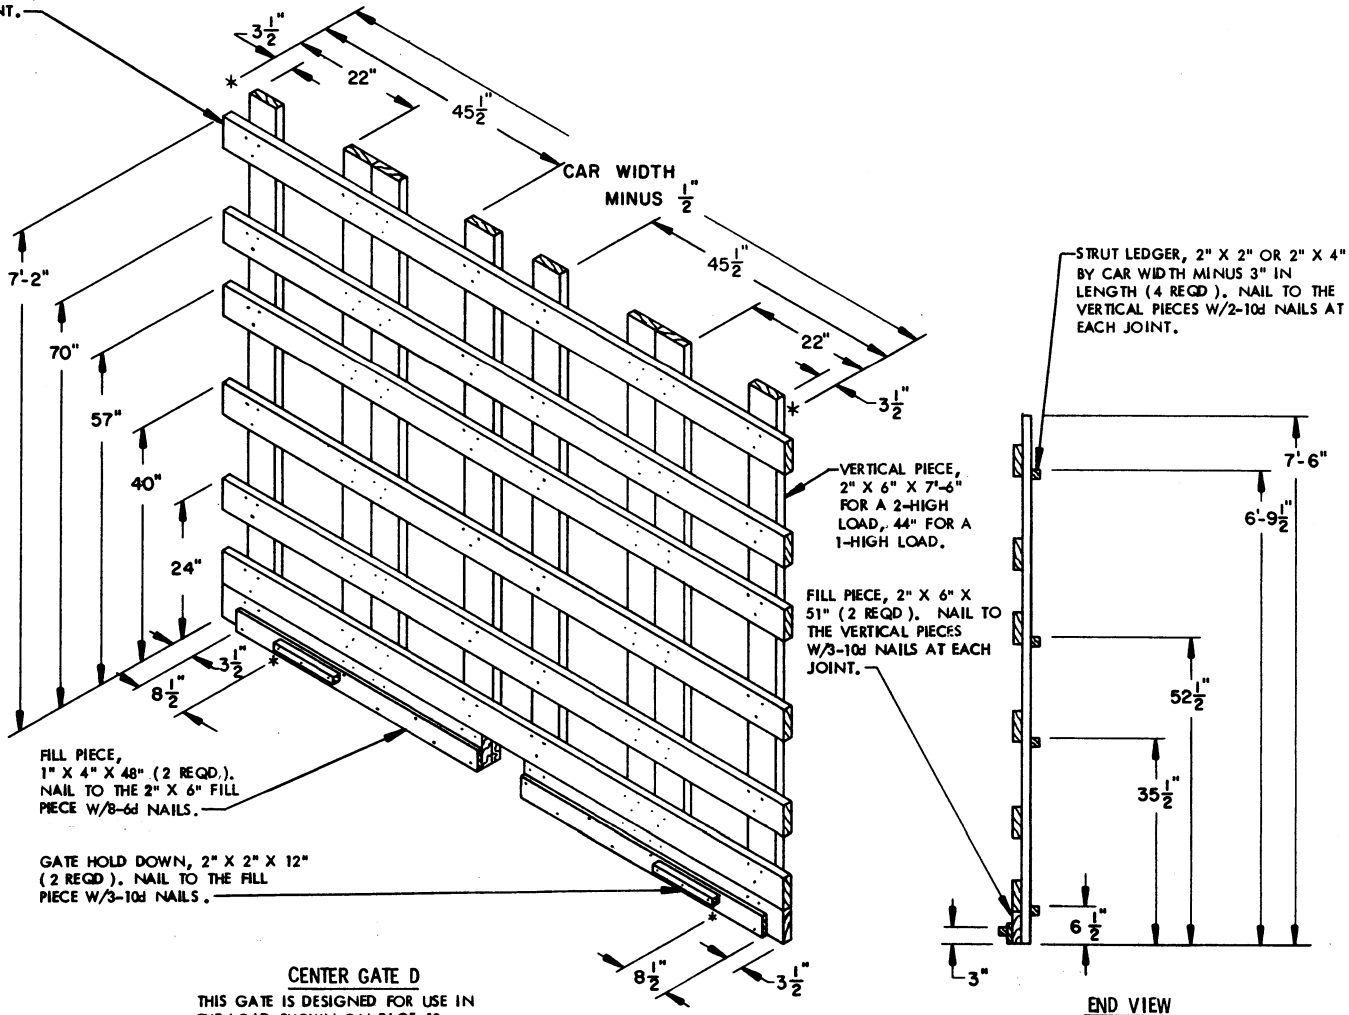 NT.
3 1/2"
*
22"
45 1/2"
CAR WIDTH
MINUS 1/2"
45 1/2"
22"
3 1/2"
*
7'-2"
70"
57"
40"
24"
3 1/2"
8 1/2"
*
STRUT LEDGER, 2" X 2" OR 2" X 4"
BY CAR WIDTH MINUS 3" IN
LENGTH (4 REQD). NAIL TO THE
VERTICAL PIECES W/2-10d NAILS AT
EACH JOINT.
VERTICAL PIECE,
2" X 6" X 7'-6"
FOR A 2-HIGH
LOAD, 44" FOR A
1-HIGH LOAD.
FILL PIECE, 2" X 6" X
51" (2 REQD). NAIL TO
THE VERTICAL PIECES
W/3-10d NAILS AT EACH
JOINT.
7'-6"
6'-9 1/2"
52 1/2"
35 1/2"
6 1/2"
3"
FILL PIECE,
1" X 4" X 48" (2 REQD.).
NAIL TO THE 2" X 6" FILL
PIECE W/8-6d NAILS.
GATE HOLD DOWN, 2" X 2" X 12"
(2 REQD). NAIL TO THE FILL
PIECE W/3-10d NAILS.
*
8 1/2"
3 1/2"
CENTER GATE D
THIS GATE IS DESIGNED FOR USE IN
END VIEW